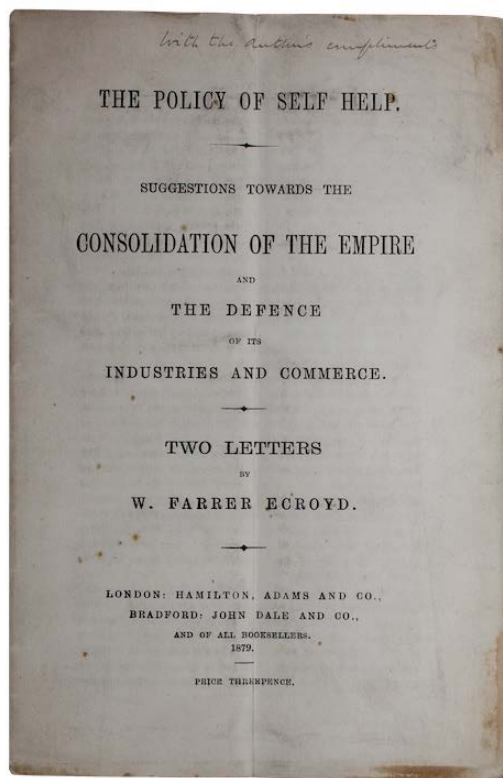 With the Author's compliments
THE POLICY OF SELF HELP.
SUGGESTIONS TOWARDS THE
CONSOLIDATION OF THE EMPIRE
AND
THE DEFENCE
OF ITS
INDUSTRIES AND COMMERCE.
TWO LETTERS
BY
W. FARRER ECROYD.
LONDON: HAMILTON, ADAMS AND CO.,
BRADFORD: JOHN DALE AND CO.,
AND OF ALL BOOKSELLERS.
1879.
PRICE THREEPENCE.